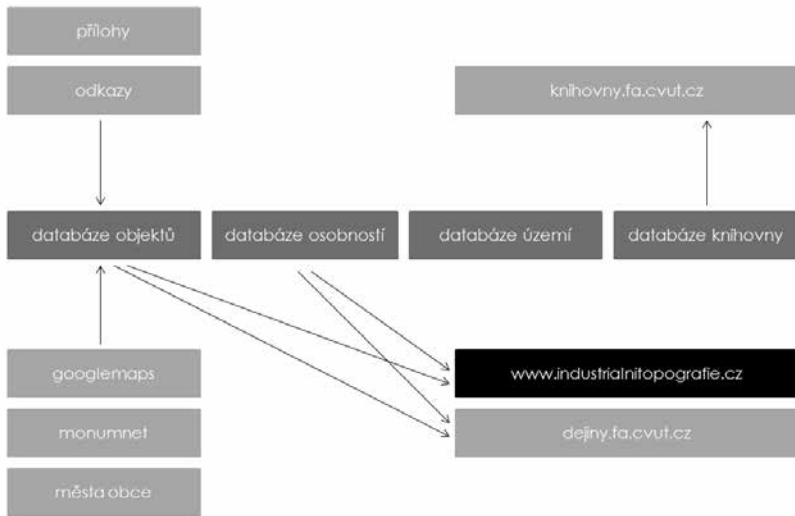 přílohy
odkazy
knihovny.fa.cvut.cz
databáze objektů
databáze osobností
databáze území
databáze knihovny
googlemaps
www.industrialnitopografie.cz
monumnet
dejiny.fa.cvut.cz
města obce